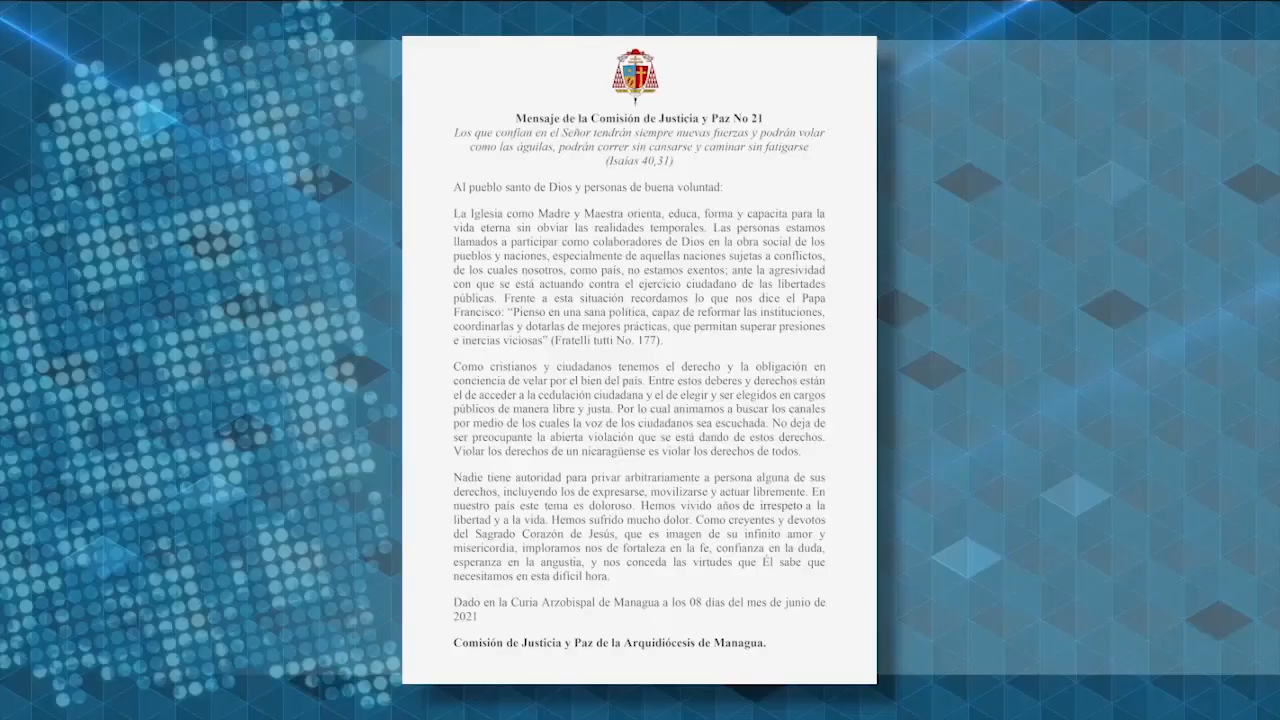 Mensaje de la Comisión de Justicia y Paz No 21
Los que confían en el Señor tendrán siempre nuevas fuerzas y podrán volar
como las águilas, podrán correr sin cansarse y caminar sin fatigarse
(Isaías 40,31)
Al pueblo santo de Dios y personas de buena voluntad:
La Iglesia como Madre y Maestra orienta, educa, forma y capacita para la
vida eterna sin obviar las realidades temporales. Las personas estamos
llamados a participar como colaboradores de Dios en la obra social de los
pueblos y naciones, especialmente de aquellas naciones sujetas a conflictos,
de los cuales nosotros, como país, no estamos exentos; ante la agresividad
con que se está actuando contra el ejercicio ciudadano de las libertades
públicas. Frente a esta situación recordamos lo que nos dice el Papa
Francisco: “Pienso en una sana política, capaz de reformar las instituciones,
coordinarlas y dotarlas de mejores prácticas, que permitan superar presiones
e inercias viciosas” (Fratelli tutti No. 177).
Como cristianos y ciudadanos tenemos el derecho y la obligación en
conciencia de velar por el bien del país. Entre estos deberes y derechos están
el de acceder a la cedulación ciudadana y el de elegir y ser elegidos en cargos
públicos de manera libre y justa. Por lo cual animamos a buscar los canales
por medio de los cuales la voz de los ciudadanos sea escuchada. No deja de
ser preocupante la abierta violación que se está dando de estos derechos.
Violar los derechos de un nicaragüense es violar los derechos de todos.
Nadie tiene autoridad para privar arbitrariamente a persona alguna de sus
derechos, incluyendo los de expresarse, movilizarse y actuar libremente. En
nuestro país este tema es doloroso. Hemos vivido años de irrespeto a la
libertad y a la vida. Hemos sufrido mucho dolor. Como creyentes y devotos
del Sagrado Corazón de Jesús, que es imagen de su infinito amor y
misericordia, imploramos nos de fortaleza en la fe, confianza en la duda,
esperanza en la angustia, y nos conceda las virtudes que Él sabe que
necesitamos en esta difícil hora.
Dado en la Curia Arzobispal de Managua a los 08 días del mes de junio de
2021
Comisión de Justicia y Paz de la Arquidiócesis de Managua.